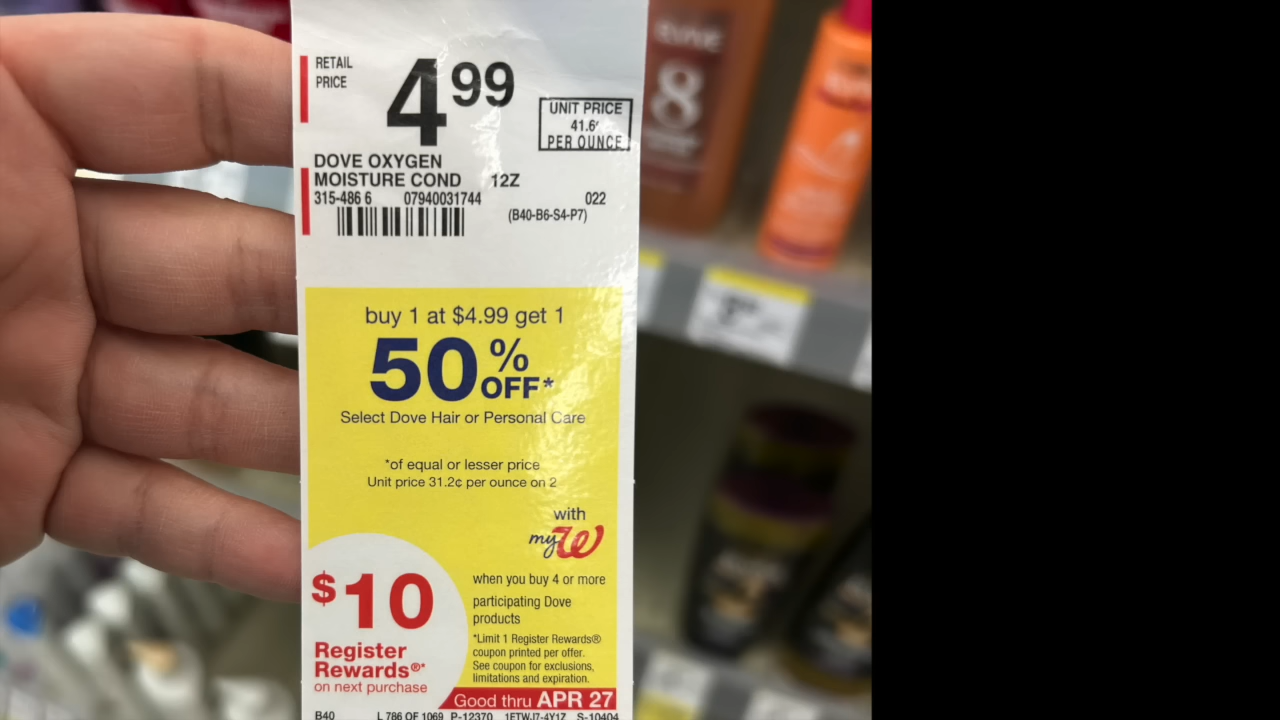 RETAIL
PRICE
4 99
UNIT PRICE
41.6¢
PER OUNCE
DOVE OXYGEN
MOISTURE COND 12Z
315-486 6 07940031744 022
(B40-B6-S4-P7)
buy 1 at $4.99 get 1
50%
OFF*
Select Dove Hair or Personal Care
*of equal or lesser price
Unit price 31.2¢ per ounce on 2
with
myW
$10
Register
Rewards®*
on next purchase
when you buy 4 or more
participating Dove
products
*Limit 1 Register Rewards®
coupon printed per offer.
See coupon for exclusions,
limitations and expiration.
Good thru APR 27
B40 L 786 OF 1069 P-12370 1ETWJ7-4Y1Z S-10404
8